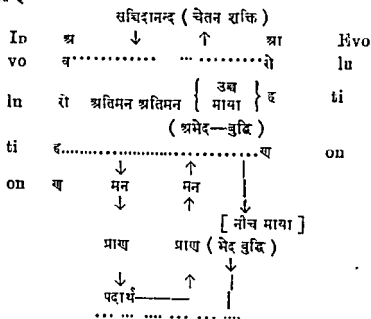 सच्चिदानन्द ( चेतन शक्ति )
In अ ↓ ↑ आ Evo
vo व ............ ... ........ रो lu
lu रो अतिमन अतिमन { उच्च माया } ह ti
( अभेद—बुद्धि )
ti ह ........................ ण on
on ण मन मन
[ नीच माया ]
प्राण प्राण ( भेद बुद्धि )
पदार्थ———